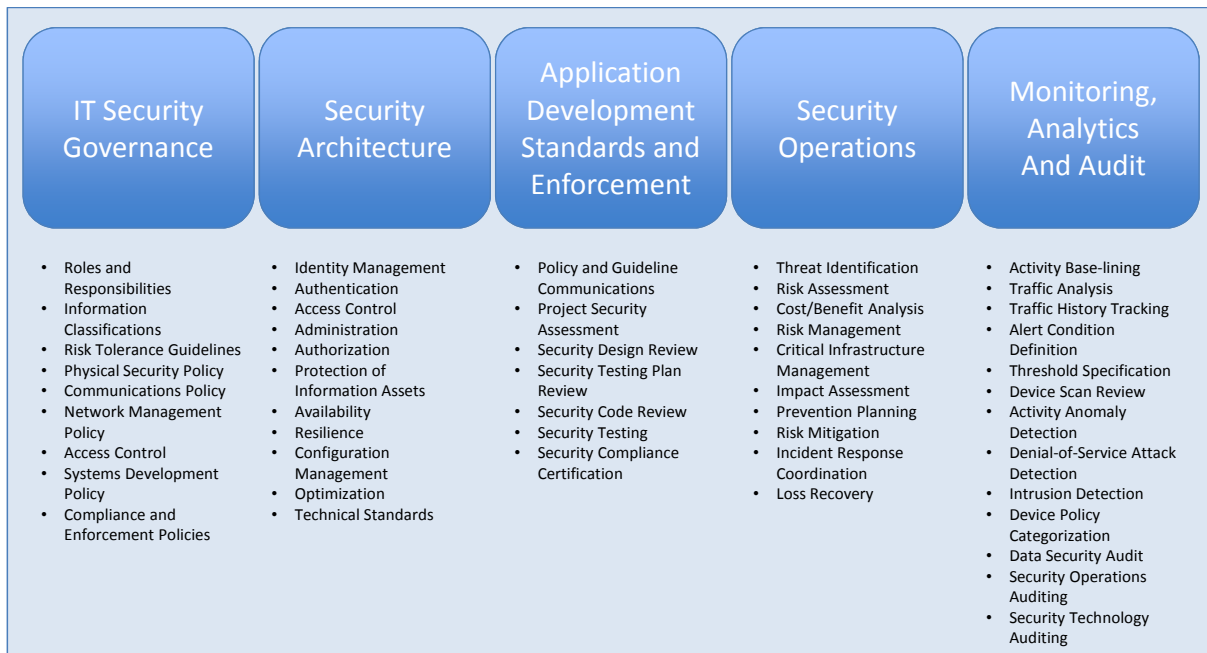 IT Security
Governance
Security
Architecture
Application
Development
Standards and
Enforcement
Security
Operations
Monitoring,
Analytics
And Audit
• Roles and
Responsibilities
• Information
Classifications
• Risk Tolerance Guidelines
• Physical Security Policy
• Communications Policy
• Network Management
Policy
• Access Control
• Systems Development
Policy
• Compliance and
Enforcement Policies
• Identity Management
• Authentication
• Access Control
• Administration
• Authorization
• Protection of
Information Assets
• Availability
• Resilience
• Configuration
Management
• Optimization
• Technical Standards
• Policy and Guideline
Communications
• Project Security
Assessment
• Security Design Review
• Security Testing Plan
Review
• Security Code Review
• Security Testing
• Security Compliance
Certification
• Threat Identification
• Risk Assessment
• Cost/Benefit Analysis
• Risk Management
• Critical Infrastructure
Management
• Impact Assessment
• Prevention Planning
• Risk Mitigation
• Incident Response
Coordination
• Loss Recovery
• Activity Base-lining
• Traffic Analysis
• Traffic History Tracking
• Alert Condition
Definition
• Threshold Specification
• Device Scan Review
• Activity Anomaly
Detection
• Denial-of-Service Attack
Detection
• Intrusion Detection
• Device Policy
Categorization
• Data Security Audit
• Security Operations
Auditing
• Security Technology
Auditing